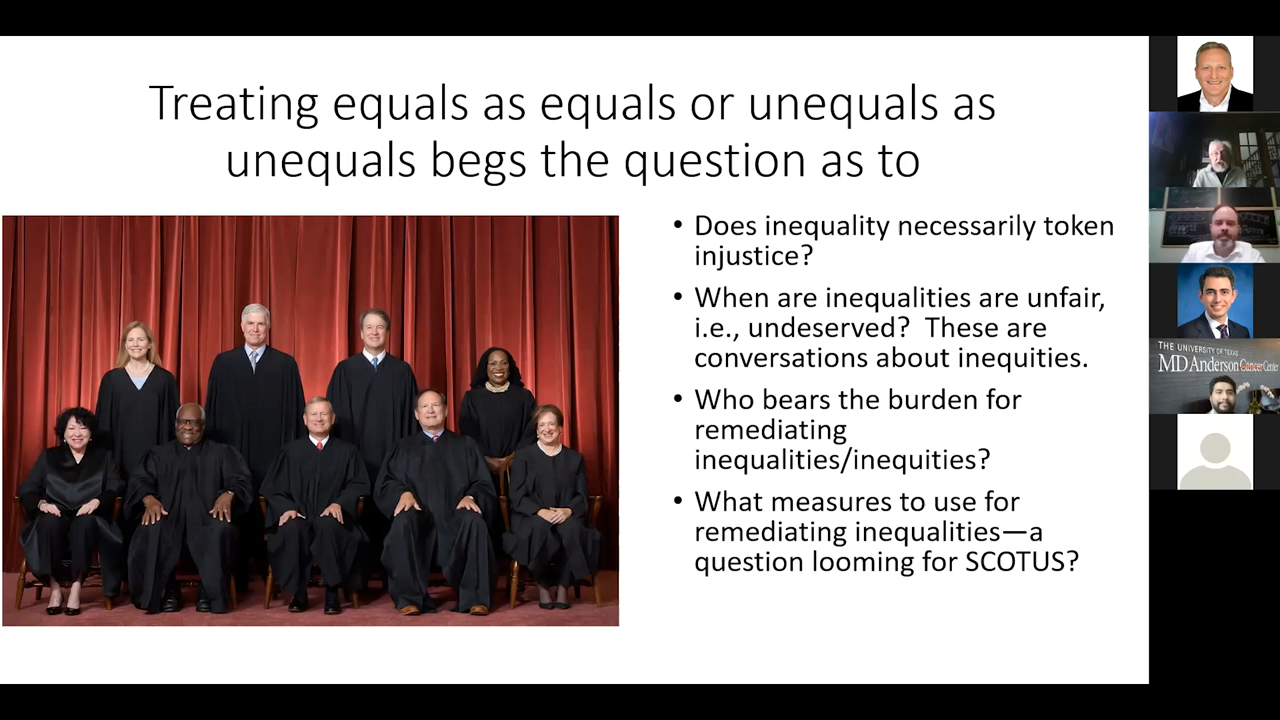 Treating equals as equals or unequals as
unequals begs the question as to
• Does inequality necessarily token
injustice?
• When are inequalities are unfair,
i.e., undeserved? These are
conversations about inequities.
• Who bears the burden for
remediating
inequalities/inequities?
• What measures to use for
remediating inequalities—a
question looming for SCOTUS?
THE UNIVERSITY OF TEXAS
MD Anderson Cancer Center